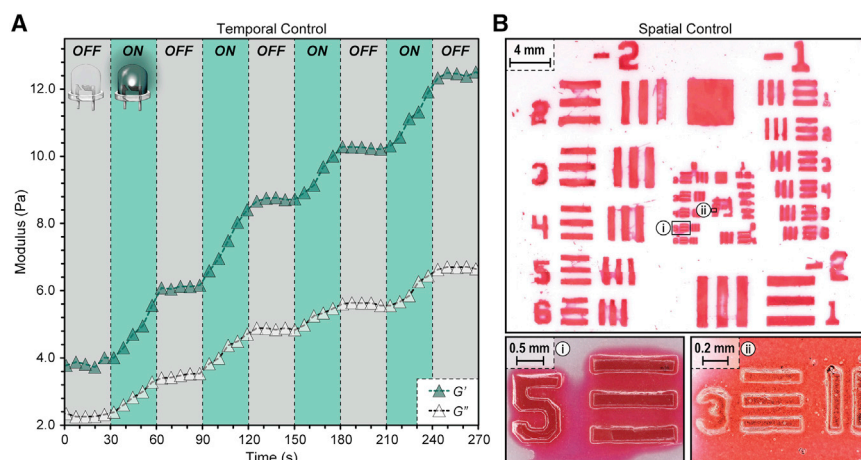 A
Temporal Control
OFF ON OFF ON OFF ON OFF ON OFF
Modulus (Pa)
12.0
10.0
8.0
6.0
4.0
2.0
G'
G"
0 30 60 90 120 150 180 210 240 270
Time (s)
B
Spatial Control
4 mm
-2
-1
2
3
4
5
6
1
2
3
4
5
6
-2
1
i
ii
0.5 mm
i
5
0.2 mm
ii
3